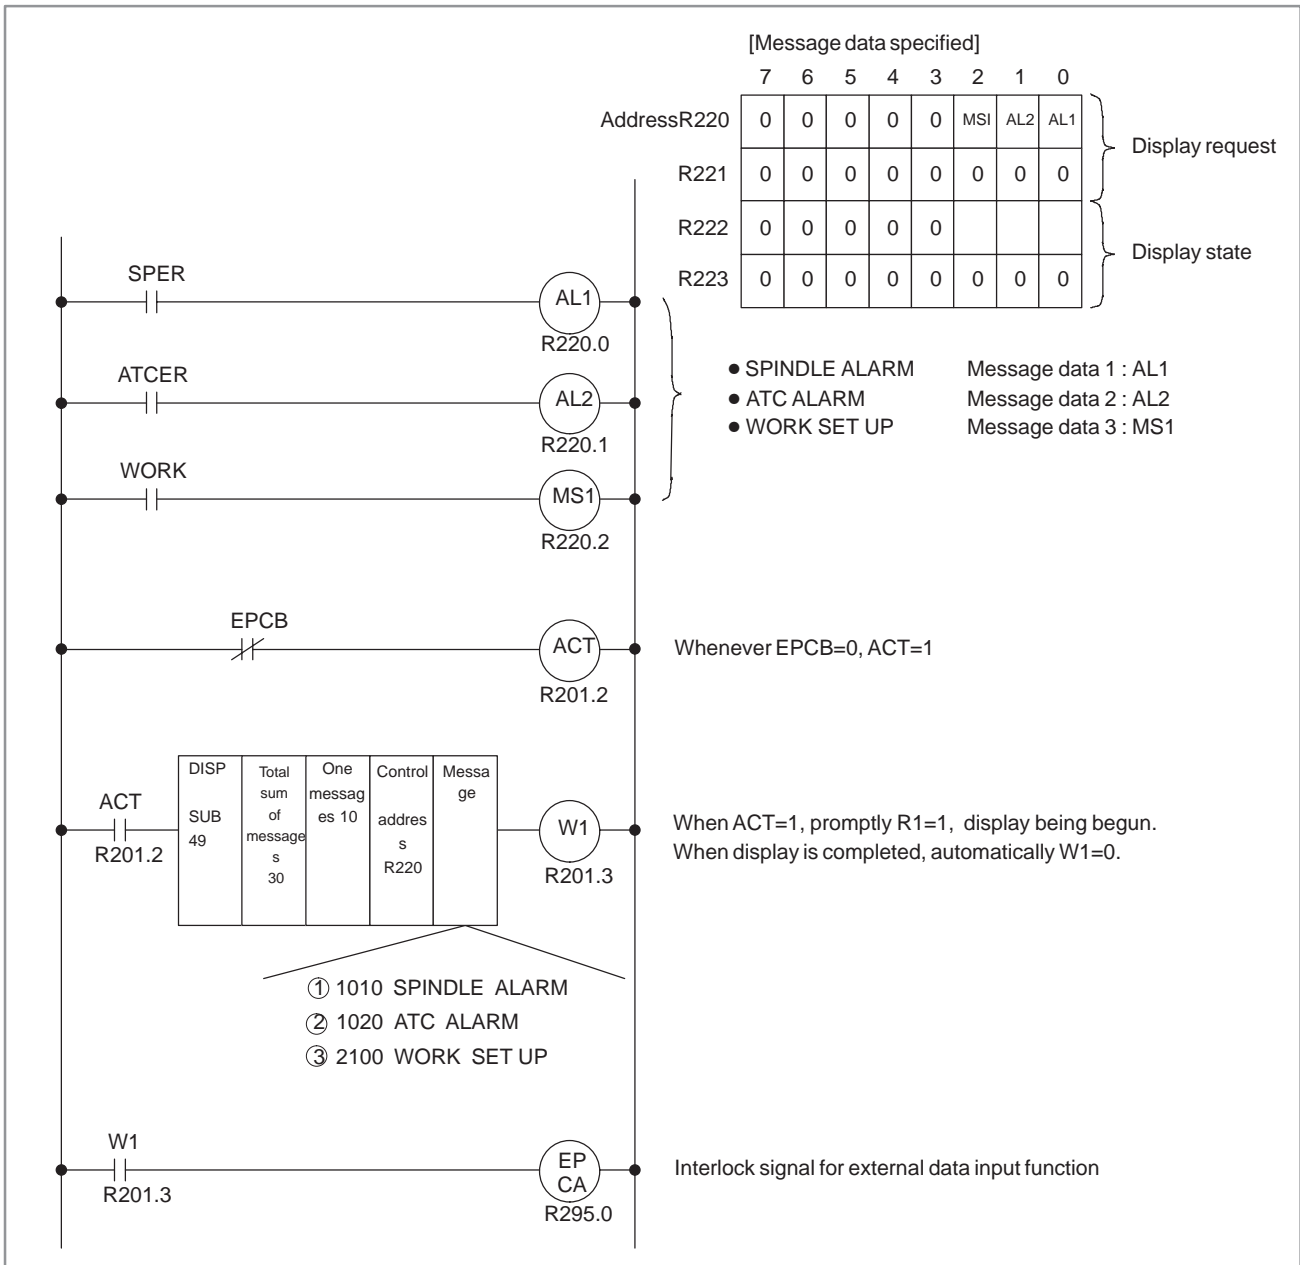 [Message data specified]
7 6 5 4 3 2 1 0
AddressR220 0 0 0 0 0 MSI AL2 AL1
Display request
R221 0 0 0 0 0 0 0 0
R222 0 0 0 0 0
Display state
R223 0 0 0 0 0 0 0 0
SPER
AL1
R220.0
ATCER
AL2
R220.1
WORK
MS1
R220.2
● SPINDLE ALARM Message data 1 : AL1
● ATC ALARM Message data 2 : AL2
● WORK SET UP Message data 3 : MS1
EPCB
ACT
R201.2
Whenever EPCB=0, ACT=1
ACT
R201.2
DISP
SUB
49
Total
sum
of
message
s
30
One
messag
es 10
Control
addres
s
R220
Messa
ge
W1
R201.3
When ACT=1, promptly R1=1, display being begun.
When display is completed, automatically W1=0.
① 1010 SPINDLE ALARM
② 1020 ATC ALARM
③ 2100 WORK SET UP
W1
R201.3
EP
CA
R295.0
Interlock signal for external data input function